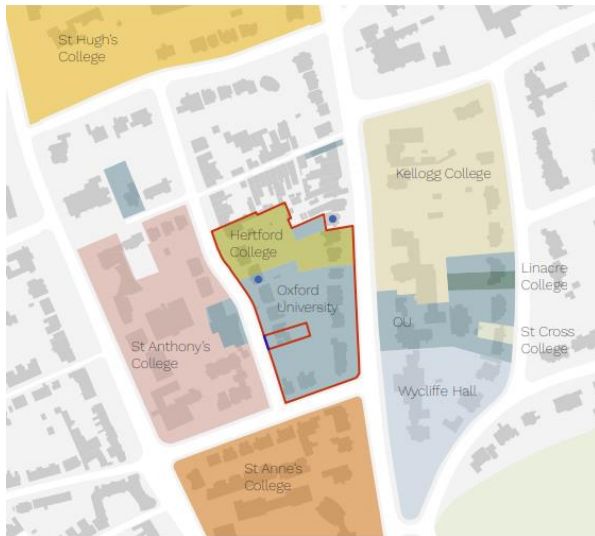 St Hugh's
College
Kellogg College
Hertford
College
Linacre
College
Oxford
University
OU
St Cross
College
St Anthony's
College
Wycliffe Hall
St Anne's
College